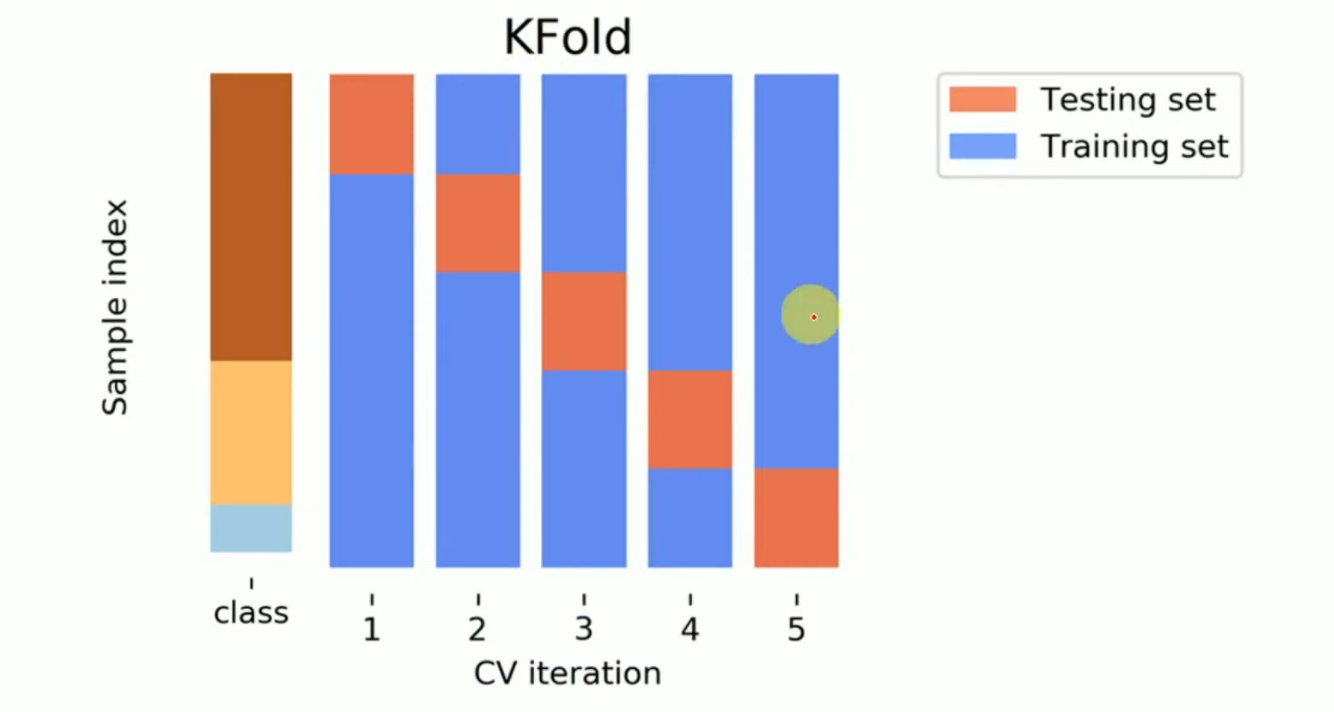 KFold
Testing set
Training set
Sample index
class
1
2
3
4
5
CV iteration